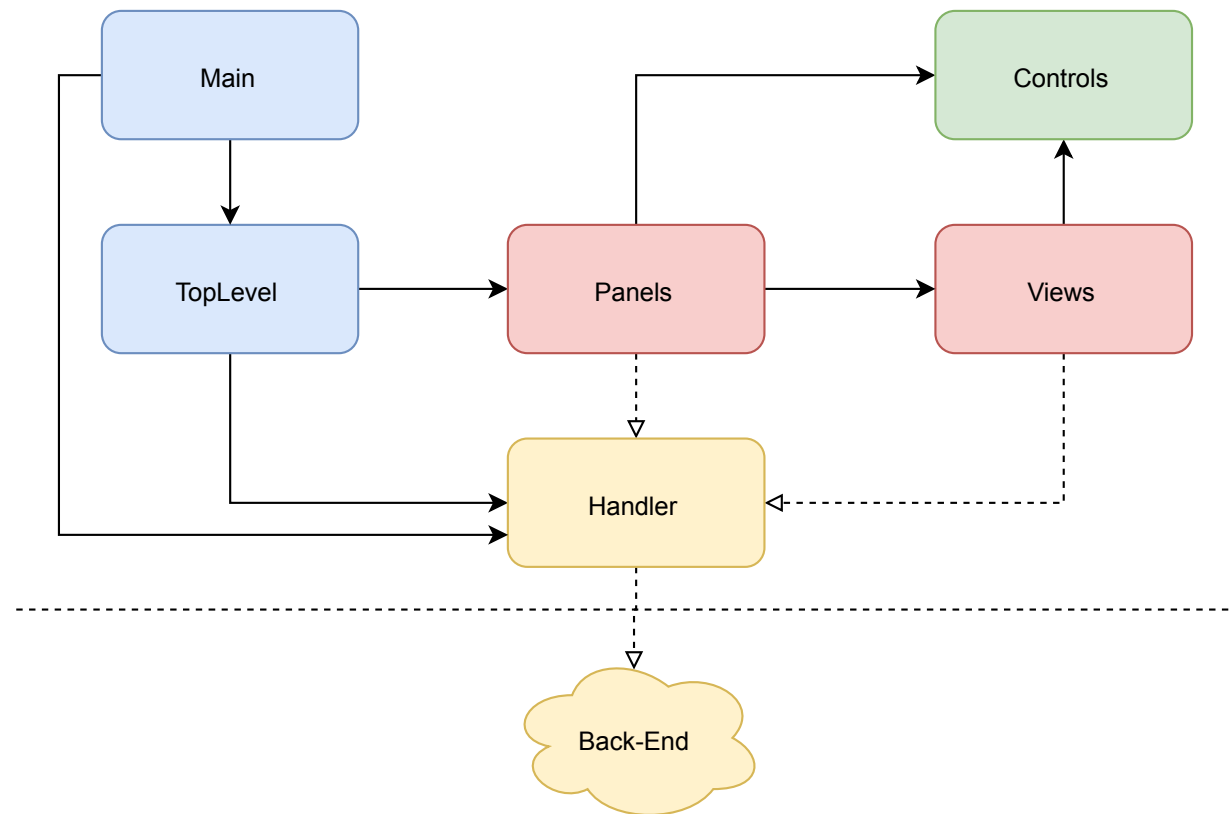 Main
Controls
TopLevel
Panels
Views
Handler
Back-End